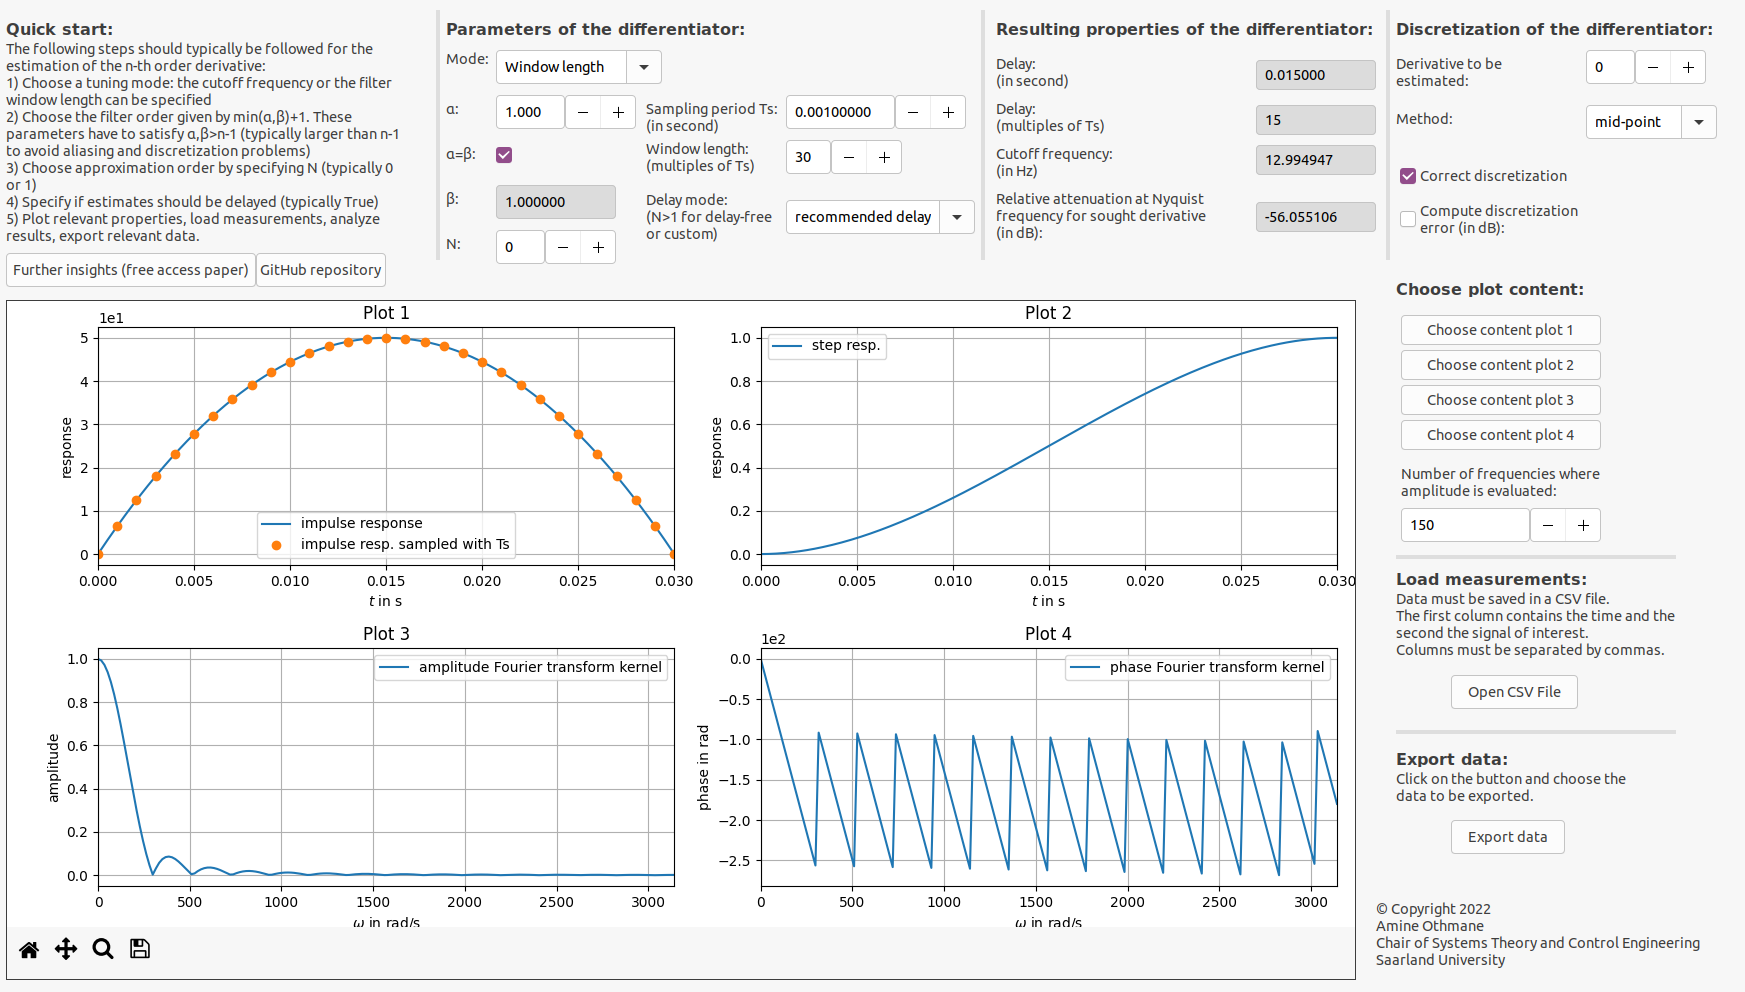 Quick start:
The following steps should typically be followed for the
estimation of the n-th order derivative:
1) Choose a tuning mode: the cutoff frequency or the filter
window length can be specified
2) Choose the filter order given by min(α,β)+1. These
parameters have to satisfy α,β>n-1 (typically larger than n-1
to avoid aliasing and discretization problems)
3) Choose approximation order by specifying N (typically 0
or 1)
4) Specify if estimates should be delayed (typically True)
5) Plot relevant properties, load measurements, analyze
results, export relevant data.
Further insights (free access paper)
GitHub repository
Parameters of the differentiator:
Mode:
Window length
α:
1.000
α=β:
β:
1.000000
N:
0
Sampling period Ts:
(in second)
0.00100000
Window length:
(multiples of Ts)
30
Delay mode:
(N>1 for delay-free
or custom)
recommended delay
Resulting properties of the differentiator:
Delay:
(in second)
0.015000
Delay:
(multiples of Ts)
15
Cutoff frequency:
(in Hz)
12.994947
Relative attenuation at Nyquist
frequency for sought derivative
(in dB):
-56.055106
Discretization of the differentiator:
Derivative to be
estimated:
0
Method:
mid-point
Correct discretization
Compute discretization
error (in dB):
Plot 1
1e1
5
4
3
2
1
0
response
impulse response
impulse resp. sampled with Ts
0.000 0.005 0.010 0.015 0.020 0.025 0.030
t in s
Plot 2
step resp.
1.0
0.8
0.6
0.4
0.2
0.0
response
0.000 0.005 0.010 0.015 0.020 0.025 0.030
t in s
Plot 3
amplitude Fourier transform kernel
1.0
0.8
0.6
0.4
0.2
0.0
amplitude
0 500 1000 1500 2000 2500 3000
ω in rad/s
Plot 4
1e2
phase Fourier transform kernel
0.0
−0.5
−1.0
−1.5
−2.0
−2.5
phase in rad
0 500 1000 1500 2000 2500 3000
ω in rad/s
Choose plot content:
Choose content plot 1
Choose content plot 2
Choose content plot 3
Choose content plot 4
Number of frequencies where
amplitude is evaluated:
150
Load measurements:
Data must be saved in a CSV file.
The first column contains the time and the
second the signal of interest.
Columns must be separated by commas.
Open CSV File
Export data:
Click on the button and choose the
data to be exported.
Export data
© Copyright 2022
Amine Othmane
Chair of Systems Theory and Control Engineering
Saarland University